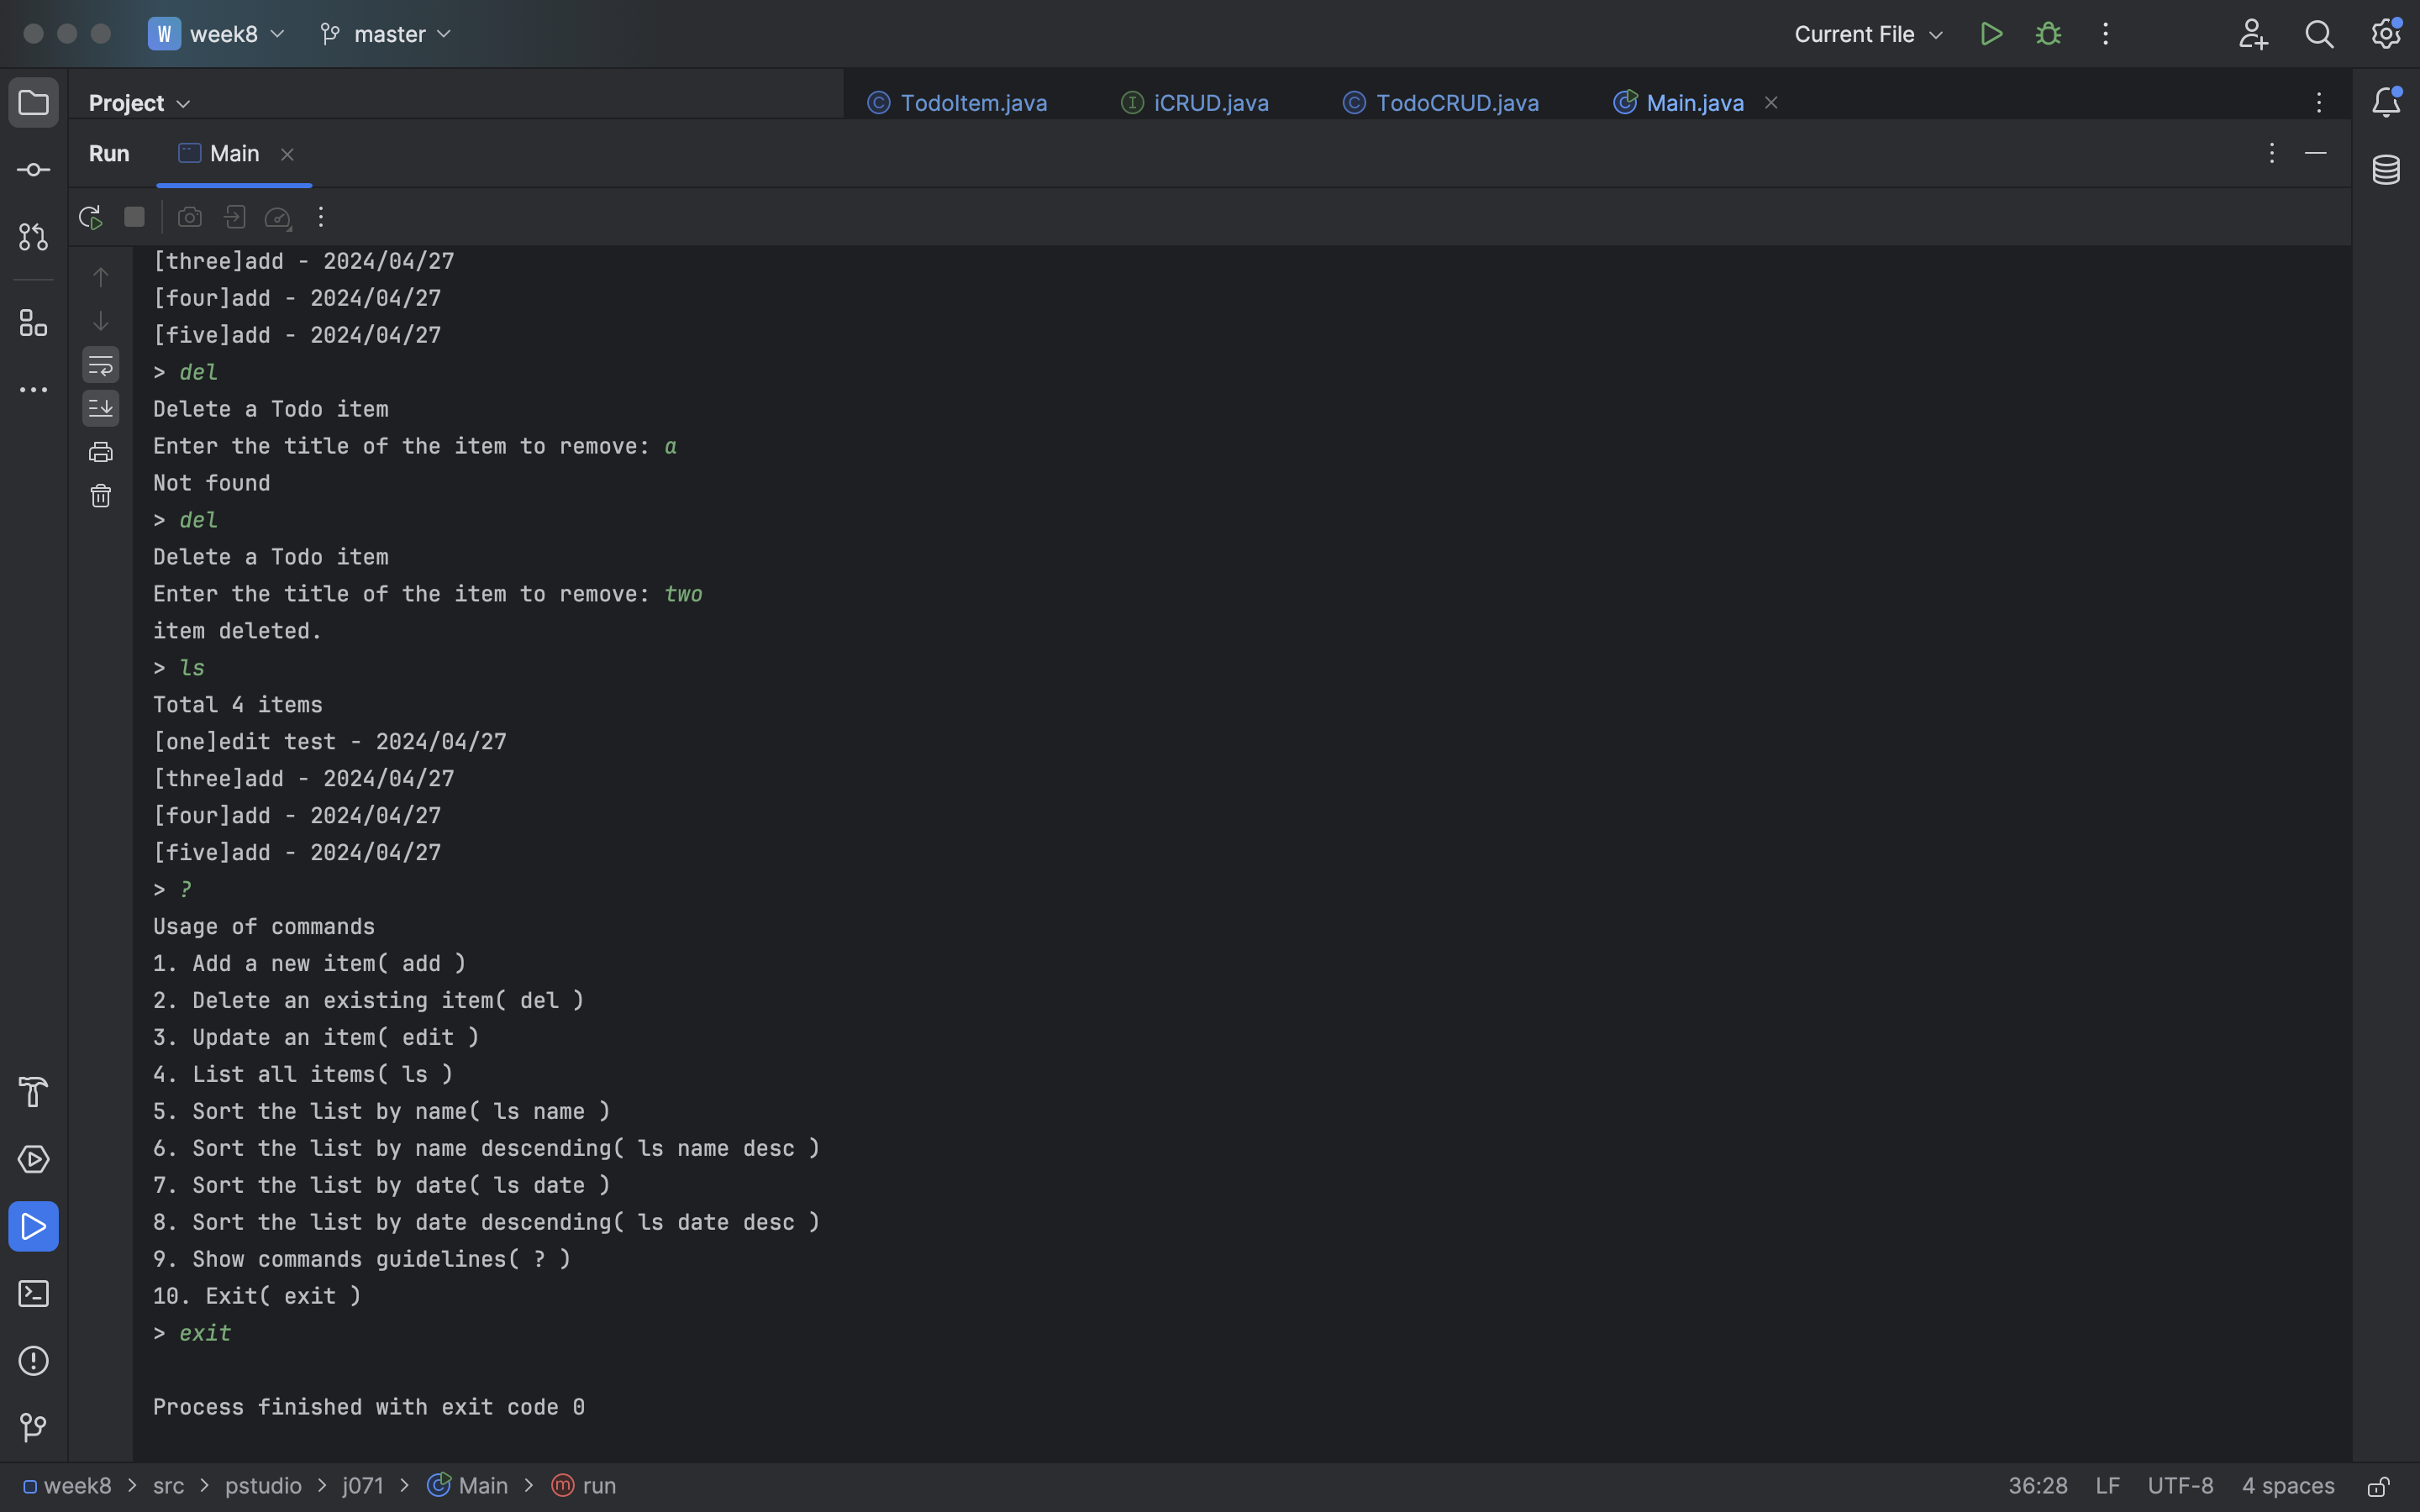 W week8 master Current File
Project TodoItem.java iCRUD.java TodoCRUD.java Main.java
Run Main
[three]add - 2024/04/27
[four]add - 2024/04/27
[five]add - 2024/04/27
> del
Delete a Todo item
Enter the title of the item to remove: a
Not found
> del
Delete a Todo item
Enter the title of the item to remove: two
item deleted.
> ls
Total 4 items
[one]edit test - 2024/04/27
[three]add - 2024/04/27
[four]add - 2024/04/27
[five]add - 2024/04/27
> ?
Usage of commands
1. Add a new item( add )
2. Delete an existing item( del )
3. Update an item( edit )
4. List all items( ls )
5. Sort the list by name( ls name )
6. Sort the list by name descending( ls name desc )
7. Sort the list by date( ls date )
8. Sort the list by date descending( ls date desc )
9. Show commands guidelines( ? )
10. Exit( exit )
> exit
Process finished with exit code 0
week8 > src > pstudio > j071 > Main > run 36:28 LF UTF-8 4 spaces